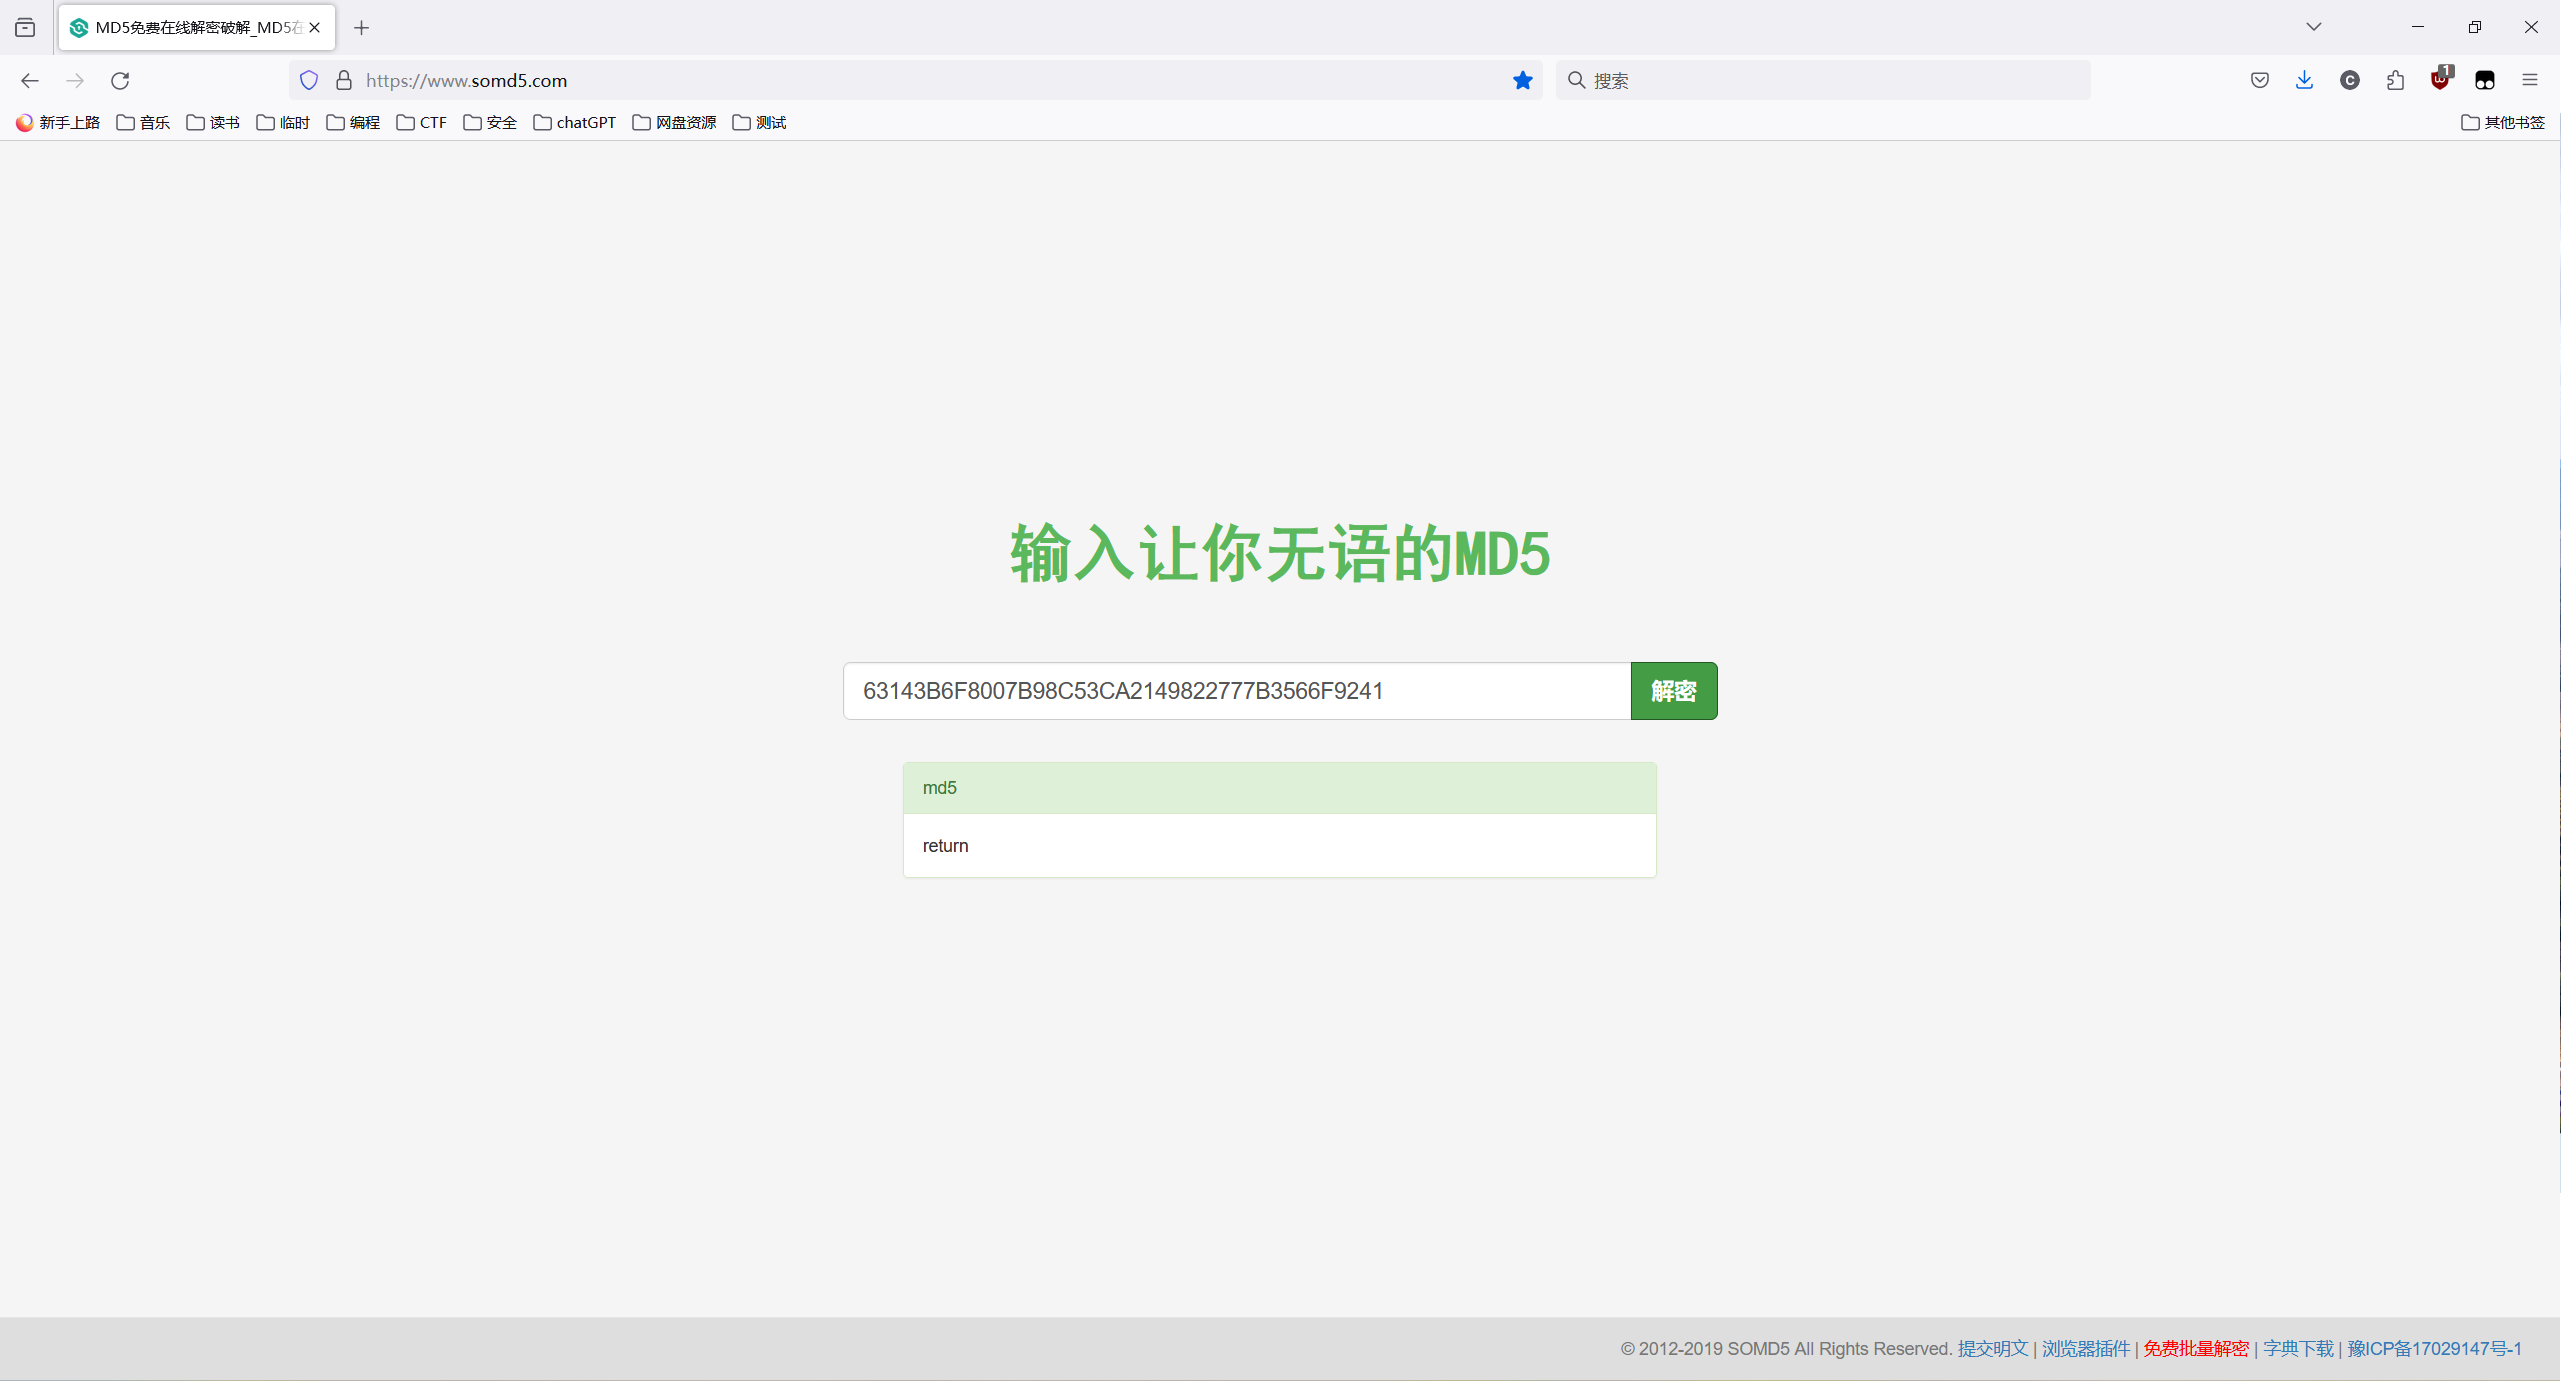 MD5免费在线解密破解_MD5在
https://www.somd5.com
搜索
1
新手上路 音乐 读书 临时 编程 CTF 安全 chatGPT 网盘资源 测试 其他书签
输入让你无语的MD5
63143B6F8007B98C53CA2149822777B3566F9241
解密
md5
return
© 2012-2019 SOMD5 All Rights Reserved. 提交明文 | 浏览器插件 | 免费批量解密 | 字典下载 | 豫ICP备17029147号-1